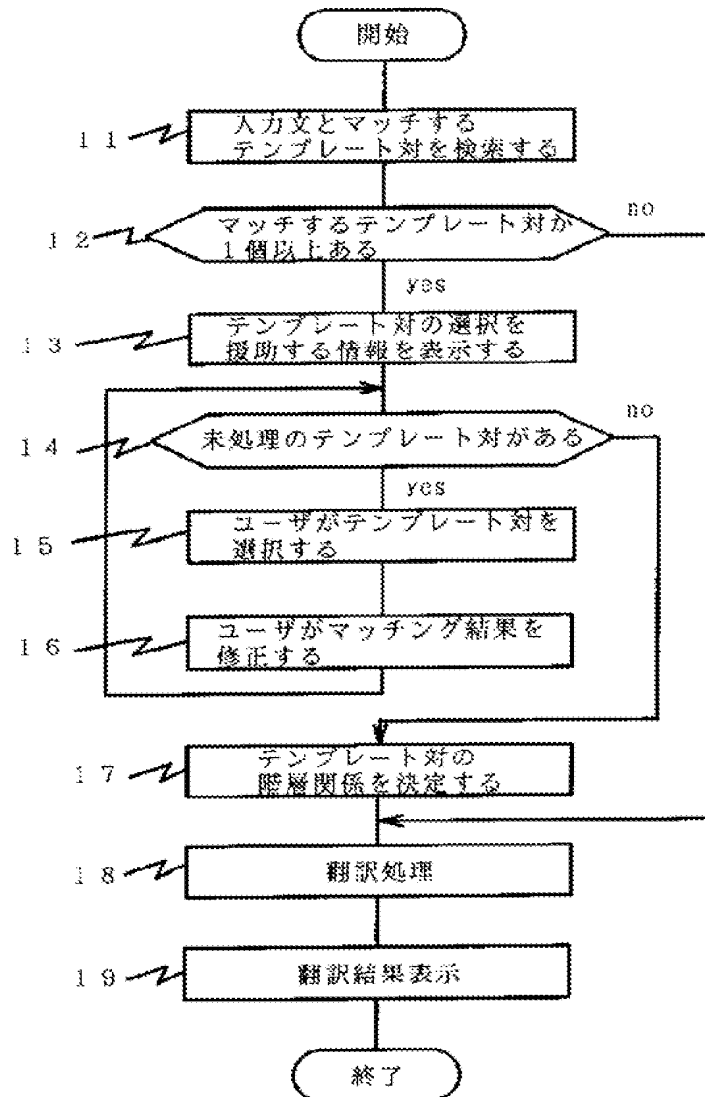 開始
11
入力文とマッチする
テンプレート対を検索する
no
12
マッチするテンプレート対が
1個以上ある
yes
13
テンプレート対の選択を
援助する情報を表示する
no
14
未処理のテンプレート対がある
yes
15
ユーザがテンプレート対を
選択する
16
ユーザがマッチング結果を
修正する
17
テンプレート対の
階層関係を決定する
18
翻訳処理
19
翻訳結果表示
終了